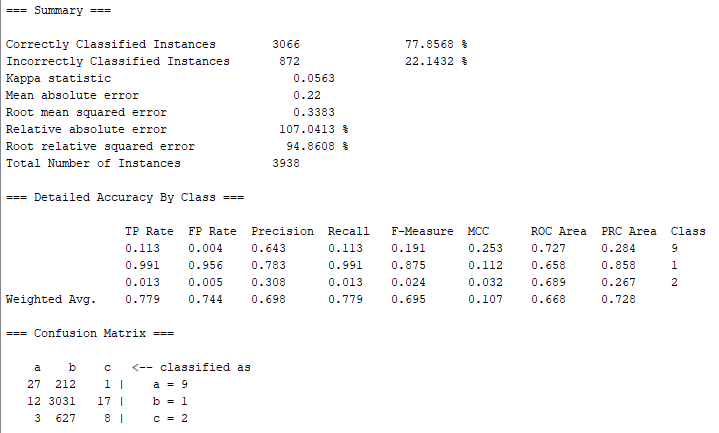 === Summary ===
Correctly Classified Instances 3066 77.8568 %
Incorrectly Classified Instances 872 22.1432 %
Kappa statistic 0.0563
Mean absolute error 0.22
Root mean squared error 0.3383
Relative absolute error 107.0413 %
Root relative squared error 94.8608 %
Total Number of Instances 3938
=== Detailed Accuracy By Class ===
TP Rate FP Rate Precision Recall F-Measure MCC ROC Area PRC Area Class
0.113 0.004 0.643 0.113 0.191 0.253 0.727 0.284 9
0.991 0.956 0.783 0.991 0.875 0.112 0.658 0.858 1
0.013 0.005 0.308 0.013 0.024 0.032 0.689 0.267 2
Weighted Avg. 0.779 0.744 0.698 0.779 0.695 0.107 0.668 0.728
=== Confusion Matrix ===
a b c <-- classified as
27 212 1 | a = 9
12 3031 17 | b = 1
3 627 8 | c = 2